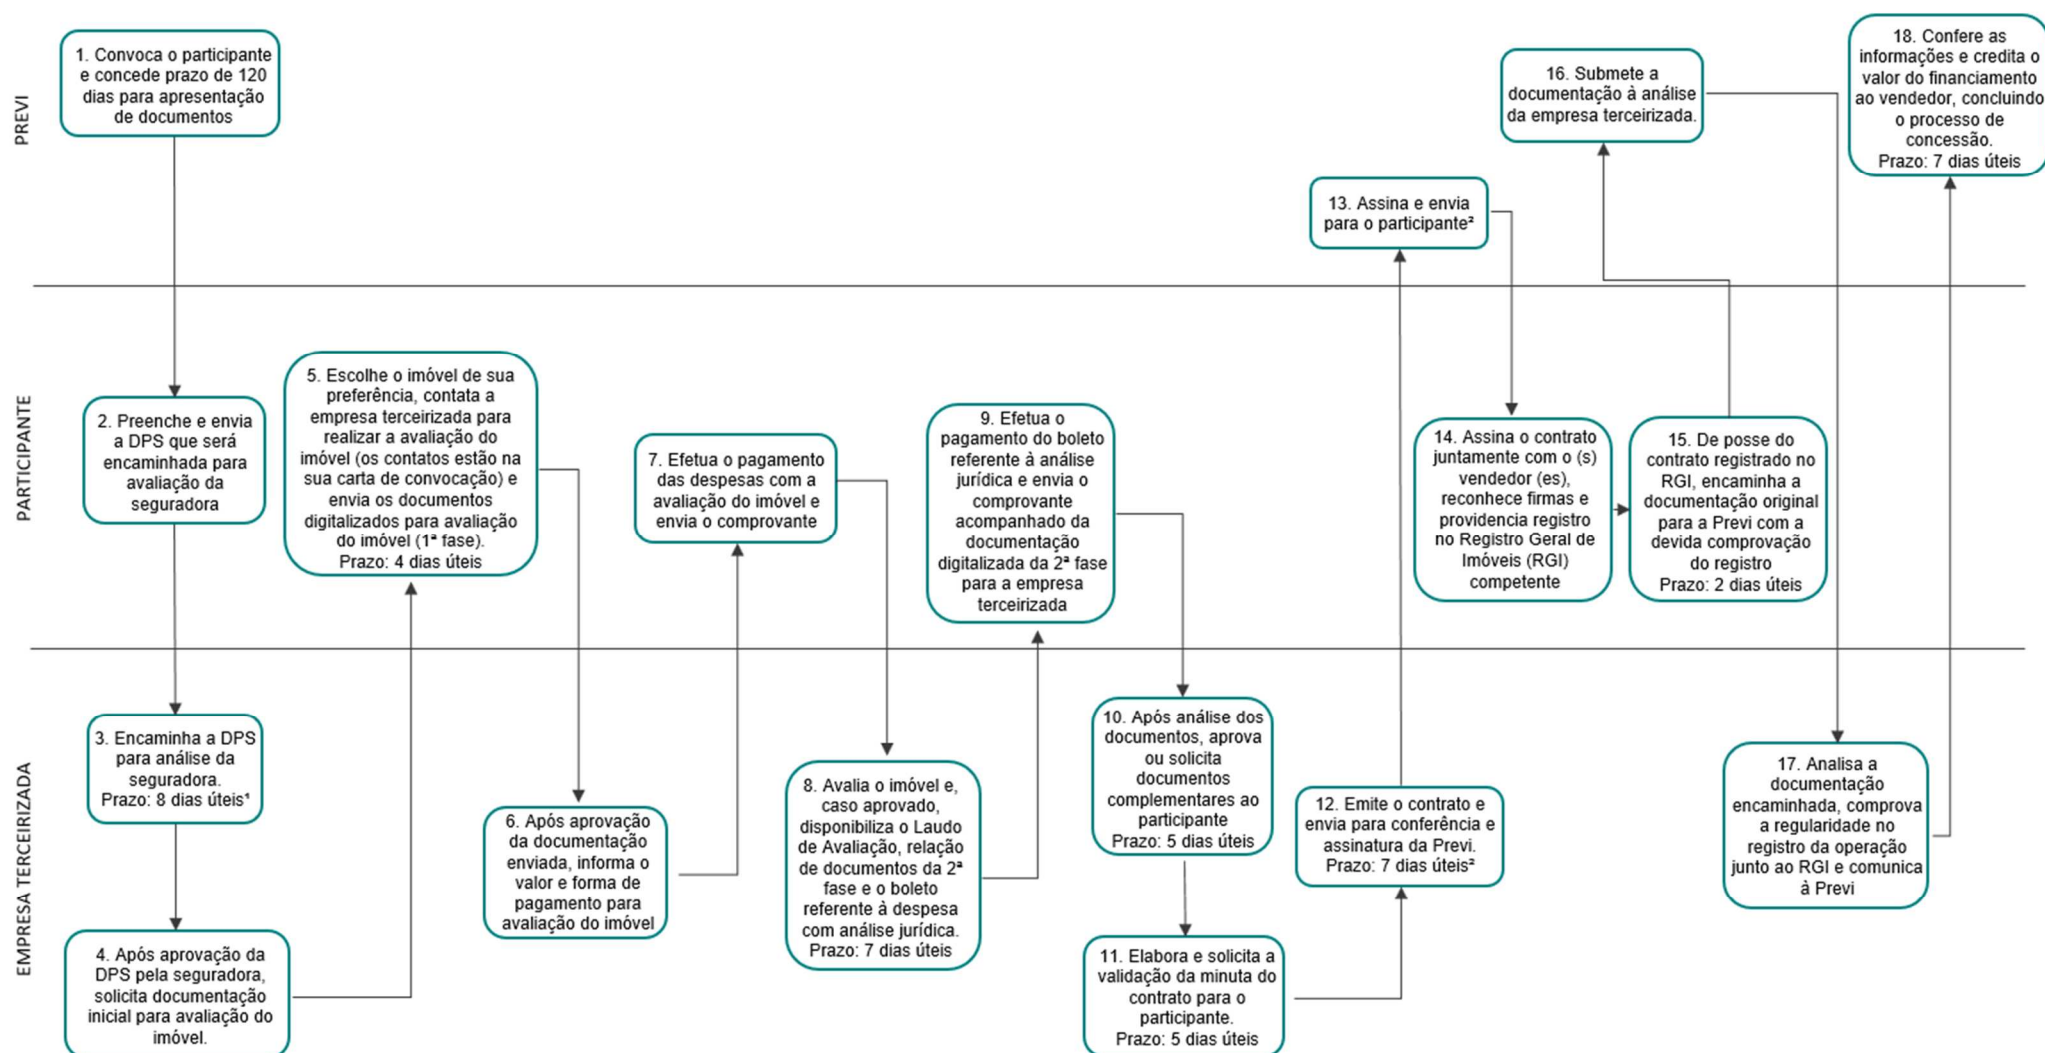 PREVI
1. Convoca o participante
e concede prazo de 120
dias para apresentação
de documentos
PARTICIPANTE
2. Preenche e envia
a DPS que será
encaminhada para
avaliação da
seguradora
EMPRESA TERCEIRIZADA
3. Encaminha a DPS
para análise da
seguradora.
Prazo: 8 dias úteis¹
4. Após aprovação da
DPS pela seguradora,
solicita documentação
inicial para avaliação do
imóvel.
5. Escolhe o imóvel de sua
preferência, contata a
empresa terceirizada para
realizar a avaliação do
imóvel (os contatos estão na
sua carta de convocação) e
envia os documentos
digitalizados para avaliação
do imóvel (1ª fase).
Prazo: 4 dias úteis
6. Após aprovação
da documentação
enviada, informa o
valor e forma de
pagamento para
avaliação do imóvel
7. Efetua o pagamento
das despesas com a
avaliação do imóvel e
envia o comprovante
8. Avalia o imóvel e,
caso aprovado,
disponibiliza o Laudo
de Avaliação, relação
de documentos da 2ª
fase e o boleto
referente à despesa
com análise jurídica.
Prazo: 7 dias úteis
9. Efetua o
pagamento do boleto
referente à análise
jurídica e envia o
comprovante
acompanhado da
documentação
digitalizada da 2ª fase
para a empresa
terceirizada
10. Após análise dos
documentos, aprova
ou solicita
documentos
complementares ao
participante
Prazo: 5 dias úteis
11. Elabora e solicita a
validação da minuta do
contrato para o
participante.
Prazo: 5 dias úteis
12. Emite o contrato e
envia para conferência e
assinatura da Previ.
Prazo: 7 dias úteis²
13. Assina e envia
para o participante²
14. Assina o contrato
juntamente com o (s)
vendedor (es),
reconhece firmas e
providencia registro
no Registro Geral de
Imóveis (RGI)
competente
15. De posse do
contrato registrado no
RGI, encaminha a
documentação original
para a Previ com a
devida comprovação
do registro
Prazo: 2 dias úteis
16. Submete a
documentação à análise
da empresa terceirizada.
17. Analisa a
documentação
encaminhada, comprova
a regularidade no
registro da operação
junto ao RGI e comunica
à Previ
18. Confere as
informações e credita o
valor do financiamento
ao vendedor, concluindo
o processo de
concessão.
Prazo: 7 dias úteis